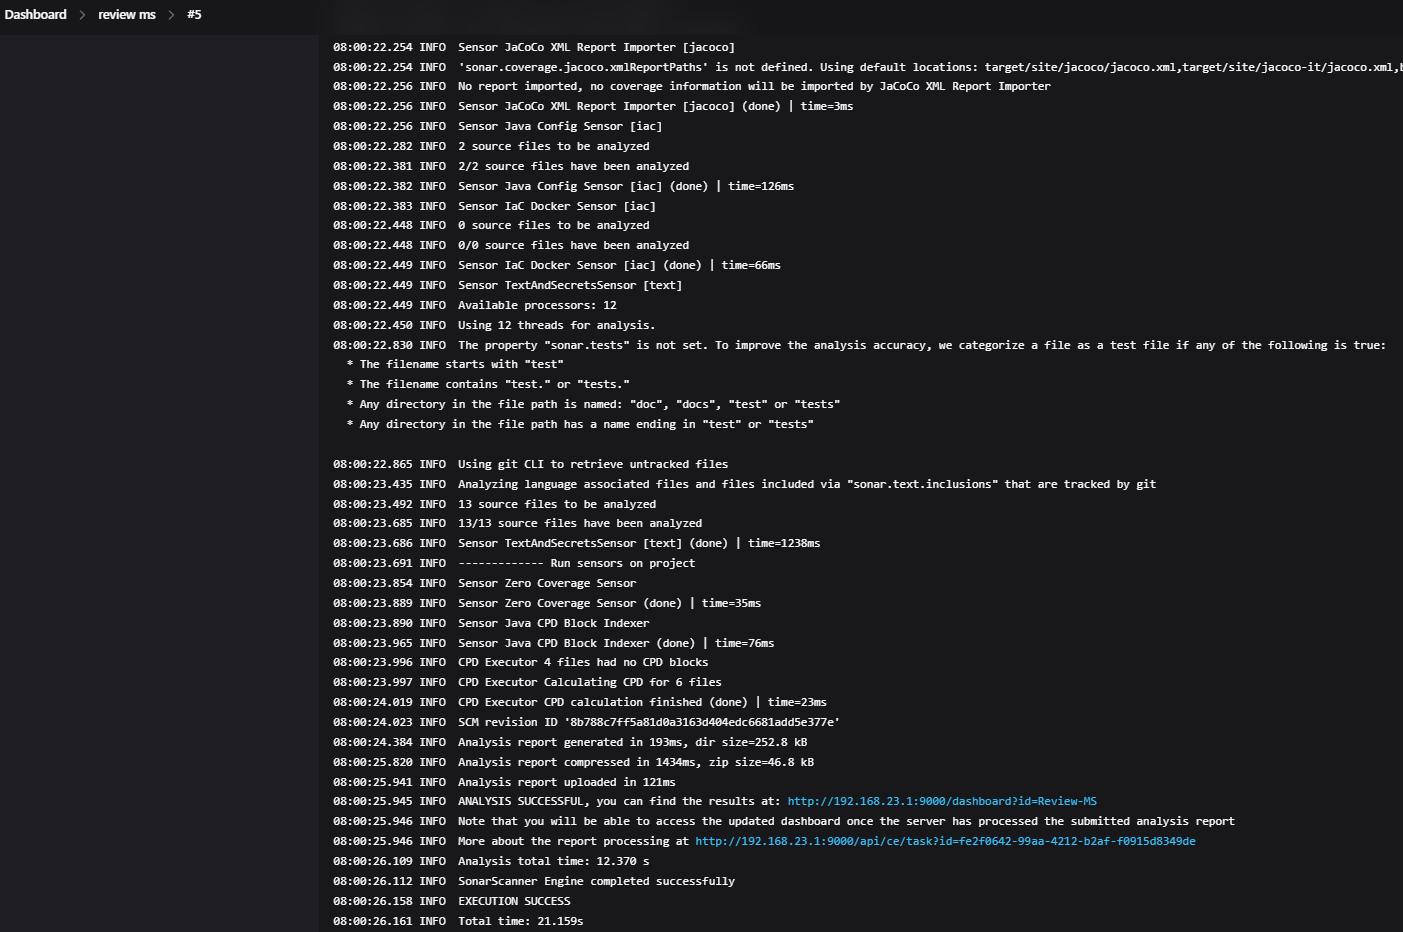 Dashboard > review ms > #5
08:00:22.254 INFO  Sensor JaCoCo XML Report Importer [jacoco]
08:00:22.254 INFO  'sonar.coverage.jacoco.xmlReportPaths' is not defined. Using default locations: target/site/jacoco/jacoco.xml,target/site/jacoco-it/jacoco.xml,
08:00:22.256 INFO  No report imported, no coverage information will be imported by JaCoCo XML Report Importer
08:00:22.256 INFO  Sensor JaCoCo XML Report Importer [jacoco] (done) | time=3ms
08:00:22.256 INFO  Sensor Java Config Sensor [iac]
08:00:22.282 INFO  2 source files to be analyzed
08:00:22.381 INFO  2/2 source files have been analyzed
08:00:22.382 INFO  Sensor Java Config Sensor [iac] (done) | time=126ms
08:00:22.383 INFO  Sensor IaC Docker Sensor [iac]
08:00:22.448 INFO  0 source files to be analyzed
08:00:22.448 INFO  0/0 source files have been analyzed
08:00:22.449 INFO  Sensor IaC Docker Sensor [iac] (done) | time=66ms
08:00:22.449 INFO  Sensor TextAndSecretsSensor [text]
08:00:22.449 INFO  Available processors: 12
08:00:22.450 INFO  Using 12 threads for analysis.
08:00:22.830 INFO  The property "sonar.tests" is not set. To improve the analysis accuracy, we categorize a file as a test file if any of the following is true:
  * The filename starts with "test"
  * The filename contains "test." or "tests."
  * Any directory in the file path is named: "doc", "docs", "test" or "tests"
  * Any directory in the file path has a name ending in "test" or "tests"
08:00:22.865 INFO  Using git CLI to retrieve untracked files
08:00:23.435 INFO  Analyzing language associated files and files included via "sonar.text.inclusions" that are tracked by git
08:00:23.492 INFO  13 source files to be analyzed
08:00:23.685 INFO  13/13 source files have been analyzed
08:00:23.686 INFO  Sensor TextAndSecretsSensor [text] (done) | time=1238ms
08:00:23.691 INFO  ------------- Run sensors on project
08:00:23.854 INFO  Sensor Zero Coverage Sensor
08:00:23.889 INFO  Sensor Zero Coverage Sensor (done) | time=35ms
08:00:23.890 INFO  Sensor Java CPD Block Indexer
08:00:23.965 INFO  Sensor Java CPD Block Indexer (done) | time=76ms
08:00:23.996 INFO  CPD Executor 4 files had no CPD blocks
08:00:23.997 INFO  CPD Executor Calculating CPD for 6 files
08:00:24.019 INFO  CPD Executor CPD calculation finished (done) | time=23ms
08:00:24.023 INFO  SCM revision ID '8b788c7ff5a81d0a3163d404edc6681add5e377e'
08:00:24.384 INFO  Analysis report generated in 193ms, dir size=252.8 kB
08:00:25.820 INFO  Analysis report compressed in 1434ms, zip size=46.8 kB
08:00:25.941 INFO  Analysis report uploaded in 121ms
08:00:25.945 INFO  ANALYSIS SUCCESSFUL, you can find the results at: http://192.168.23.1:9000/dashboard?id=Review-MS
08:00:25.946 INFO  Note that you will be able to access the updated dashboard once the server has processed the submitted analysis report
08:00:25.946 INFO  More about the report processing at http://192.168.23.1:9000/api/ce/task?id=fe2f0642-99aa-4212-b2af-f0915d8349de
08:00:26.109 INFO  Analysis total time: 12.370 s
08:00:26.112 INFO  SonarScanner Engine completed successfully
08:00:26.158 INFO  EXECUTION SUCCESS
08:00:26.161 INFO  Total time: 21.159s